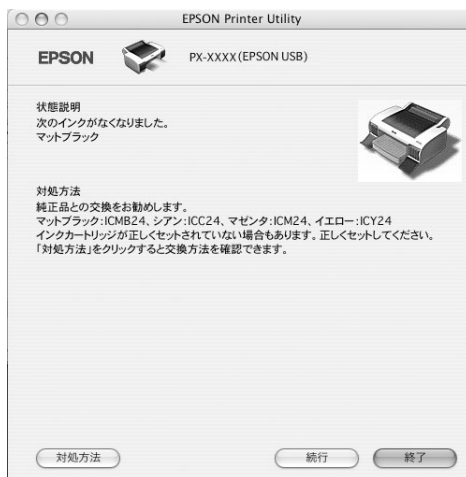 EPSON Printer Utility
EPSON PX-XXXX(EPSON USB)
状態説明
次のインクがなくなりました。
マットブラック
対処方法
純正品との交換をお勧めします。
マットブラック:ICMB24、シアン:ICC24、マゼンタ:ICM24、イエロー:ICY24
インクカートリッジが正しくセットされていない場合もあります。正しくセットしてください。
「対処方法」をクリックすると交換方法を確認できます。
対処方法 続行 終了